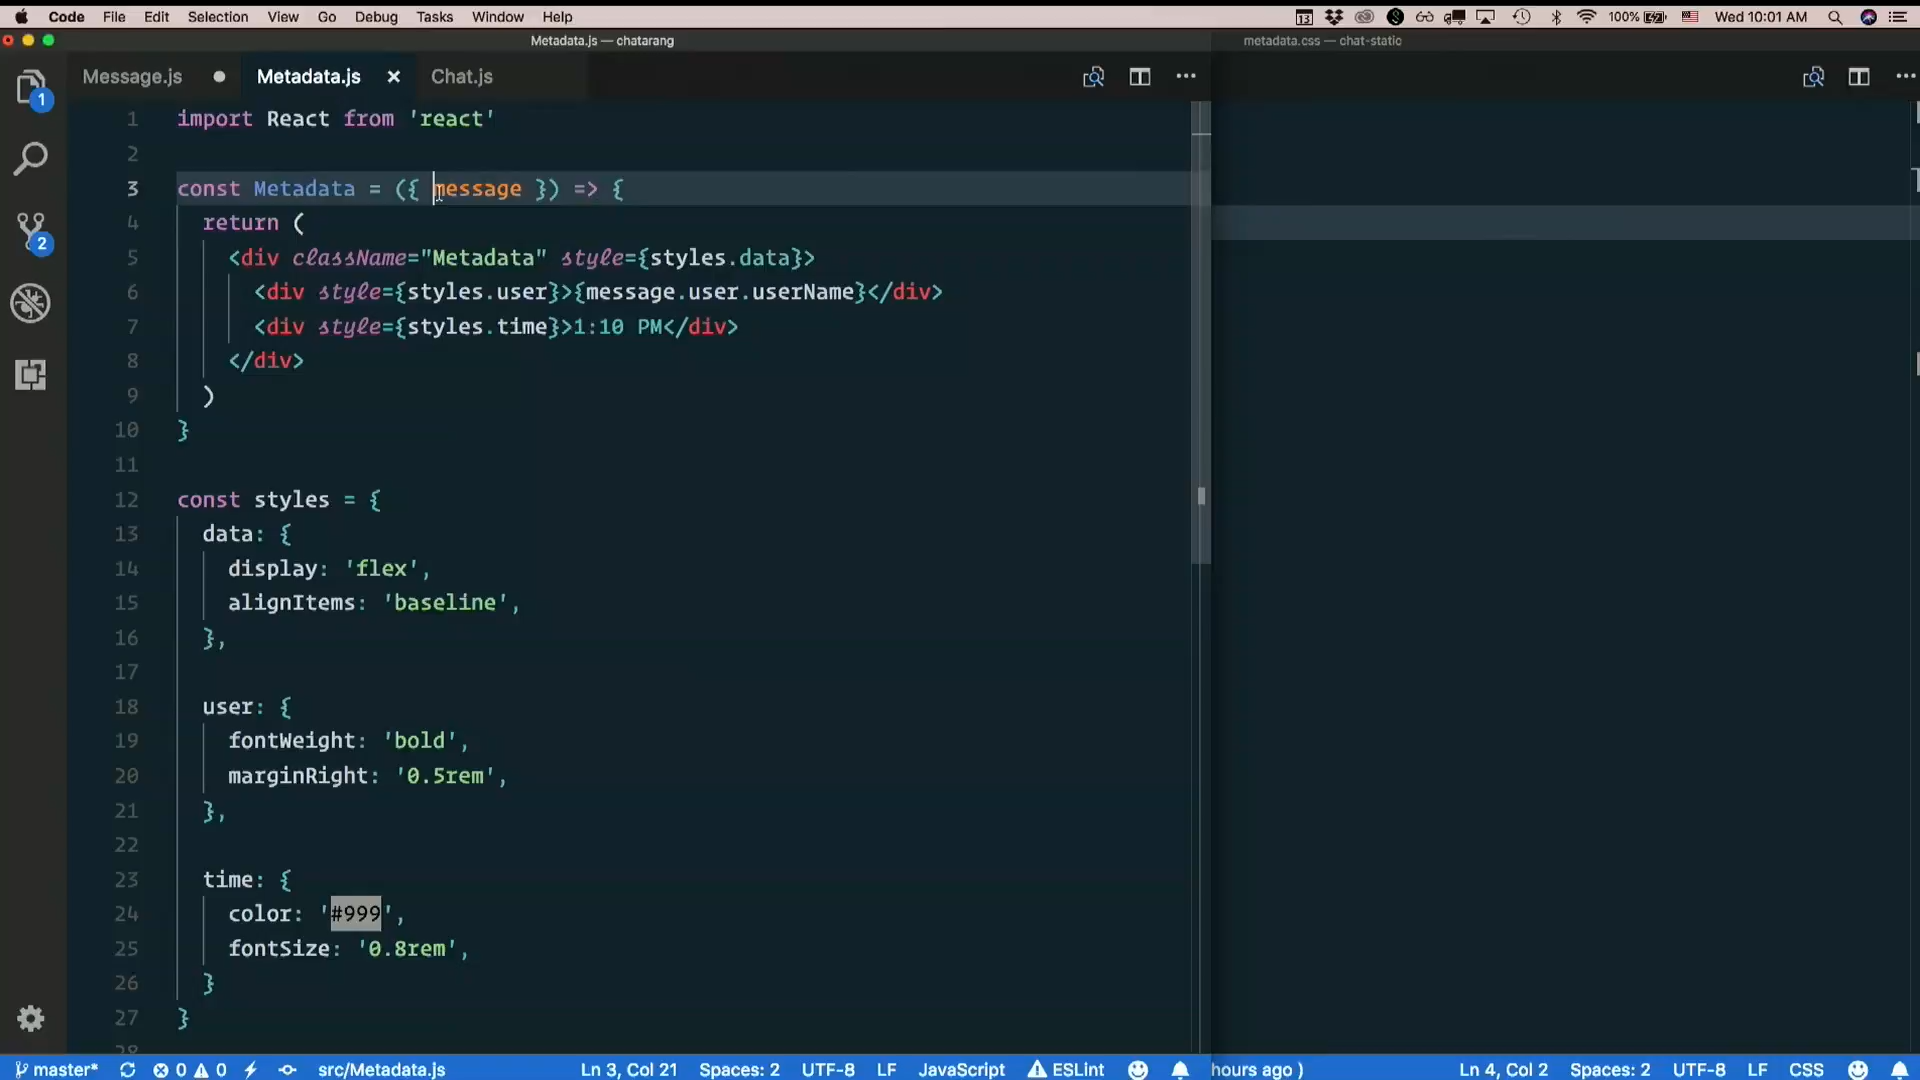 Code File Edit Selection View Go Debug Tasks Window Help 13 100% Wed 10:01 AM
Metadata.js — chatarang metadata.css — chat-static
Message.js Metadata.js Chat.js
1 import React from 'react'
2
3 const Metadata = ({ message }) => {
4 return (
5 <div className="Metadata" style={styles.data}>
6 <div style={styles.user}>{message.user.userName}</div>
7 <div style={styles.time}>1:10 PM</div>
8 </div>
9 )
10 }
11
12 const styles = {
13 data: {
14 display: 'flex',
15 alignItems: 'baseline',
16 },
17
18 user: {
19 fontWeight: 'bold',
20 marginRight: '0.5rem',
21 },
22
23 time: {
24 color: '#999',
25 fontSize: '0.8rem',
26 }
27 }
28
1
2
master* 0 0 src/Metadata.js Ln 3, Col 21 Spaces: 2 UTF-8 LF JavaScript ESLint hours ago ) Ln 4, Col 2 Spaces: 2 UTF-8 LF CSS